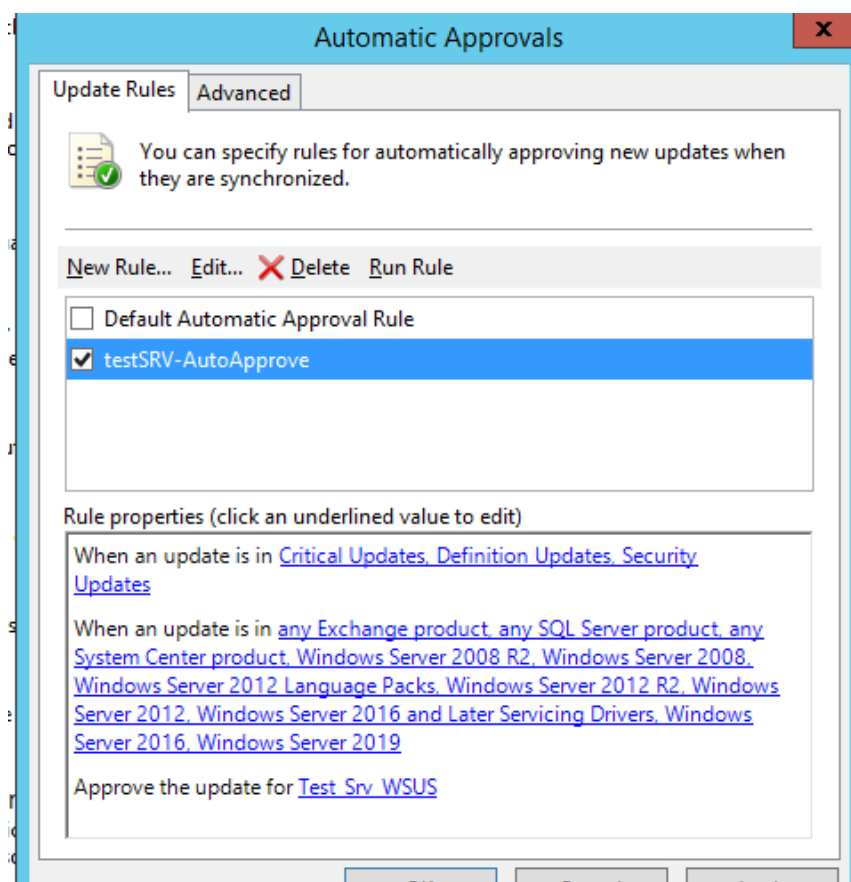 Automatic Approvals
x
Update Rules
Advanced
You can specify rules for automatically approving new updates when
they are synchronized.
New Rule... Edit... Delete Run Rule
Default Automatic Approval Rule
testSRV-AutoApprove
Rule properties (click an underlined value to edit)
When an update is in Critical Updates, Definition Updates, Security
Updates
When an update is in any Exchange product, any SQL Server product, any
System Center product, Windows Server 2008 R2, Windows Server 2008,
Windows Server 2012 Language Packs, Windows Server 2012 R2, Windows
Server 2012, Windows Server 2016 and Later Servicing Drivers, Windows
Server 2016, Windows Server 2019
Approve the update for Test_Srv_WSUS